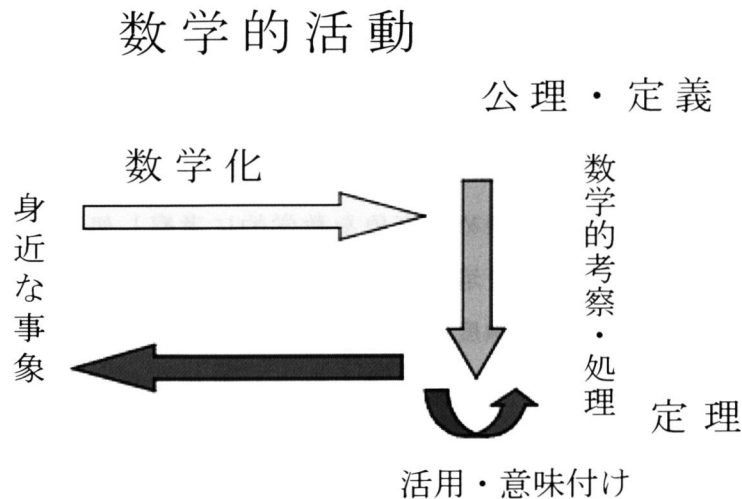 数学的活動
公理・定義
数学化
身近な事象
数学的考察・処理
定理
活用・意味付け